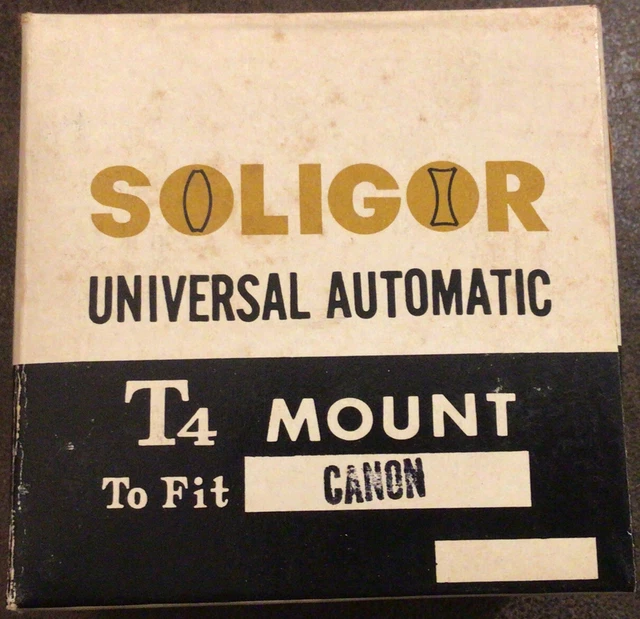 SOLIGOR
UNIVERSAL AUTOMATIC
T4 MOUNT
To Fit CANON